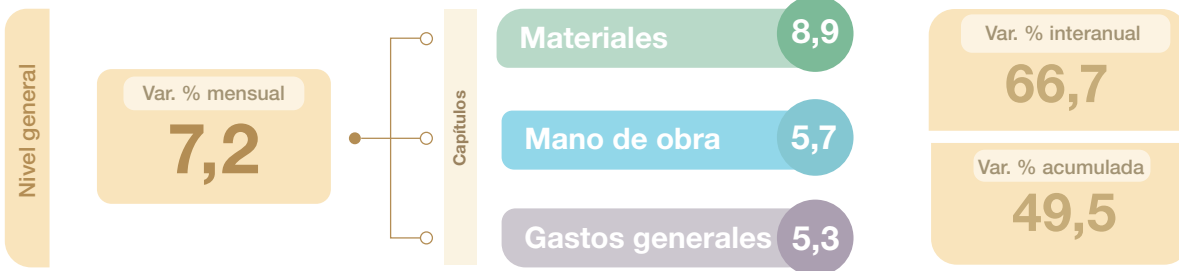 Nivel general
Var. % mensual
7,2
Capítulos
Materiales 8,9
Mano de obra 5,7
Gastos generales 5,3
Var. % interanual
66,7
Var. % acumulada
49,5